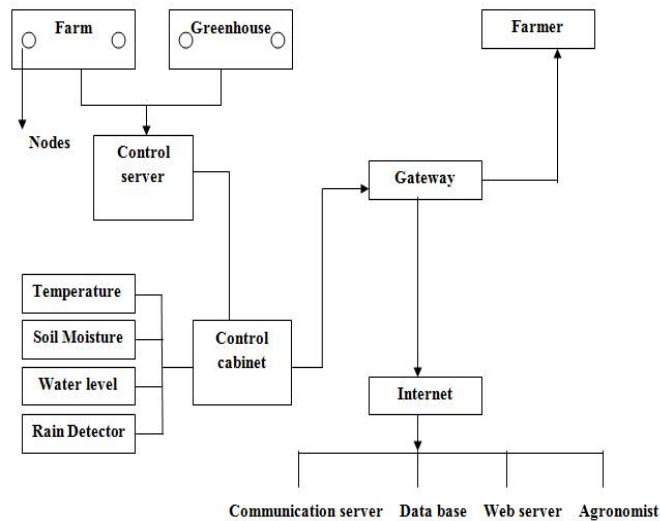 Farm
Greenhouse
Farmer
Nodes
Control
server
Gateway
Temperature
Soil Moisture
Water level
Rain Detector
Control
cabinet
Internet
Communication server
Data base
Web server
Agronomist